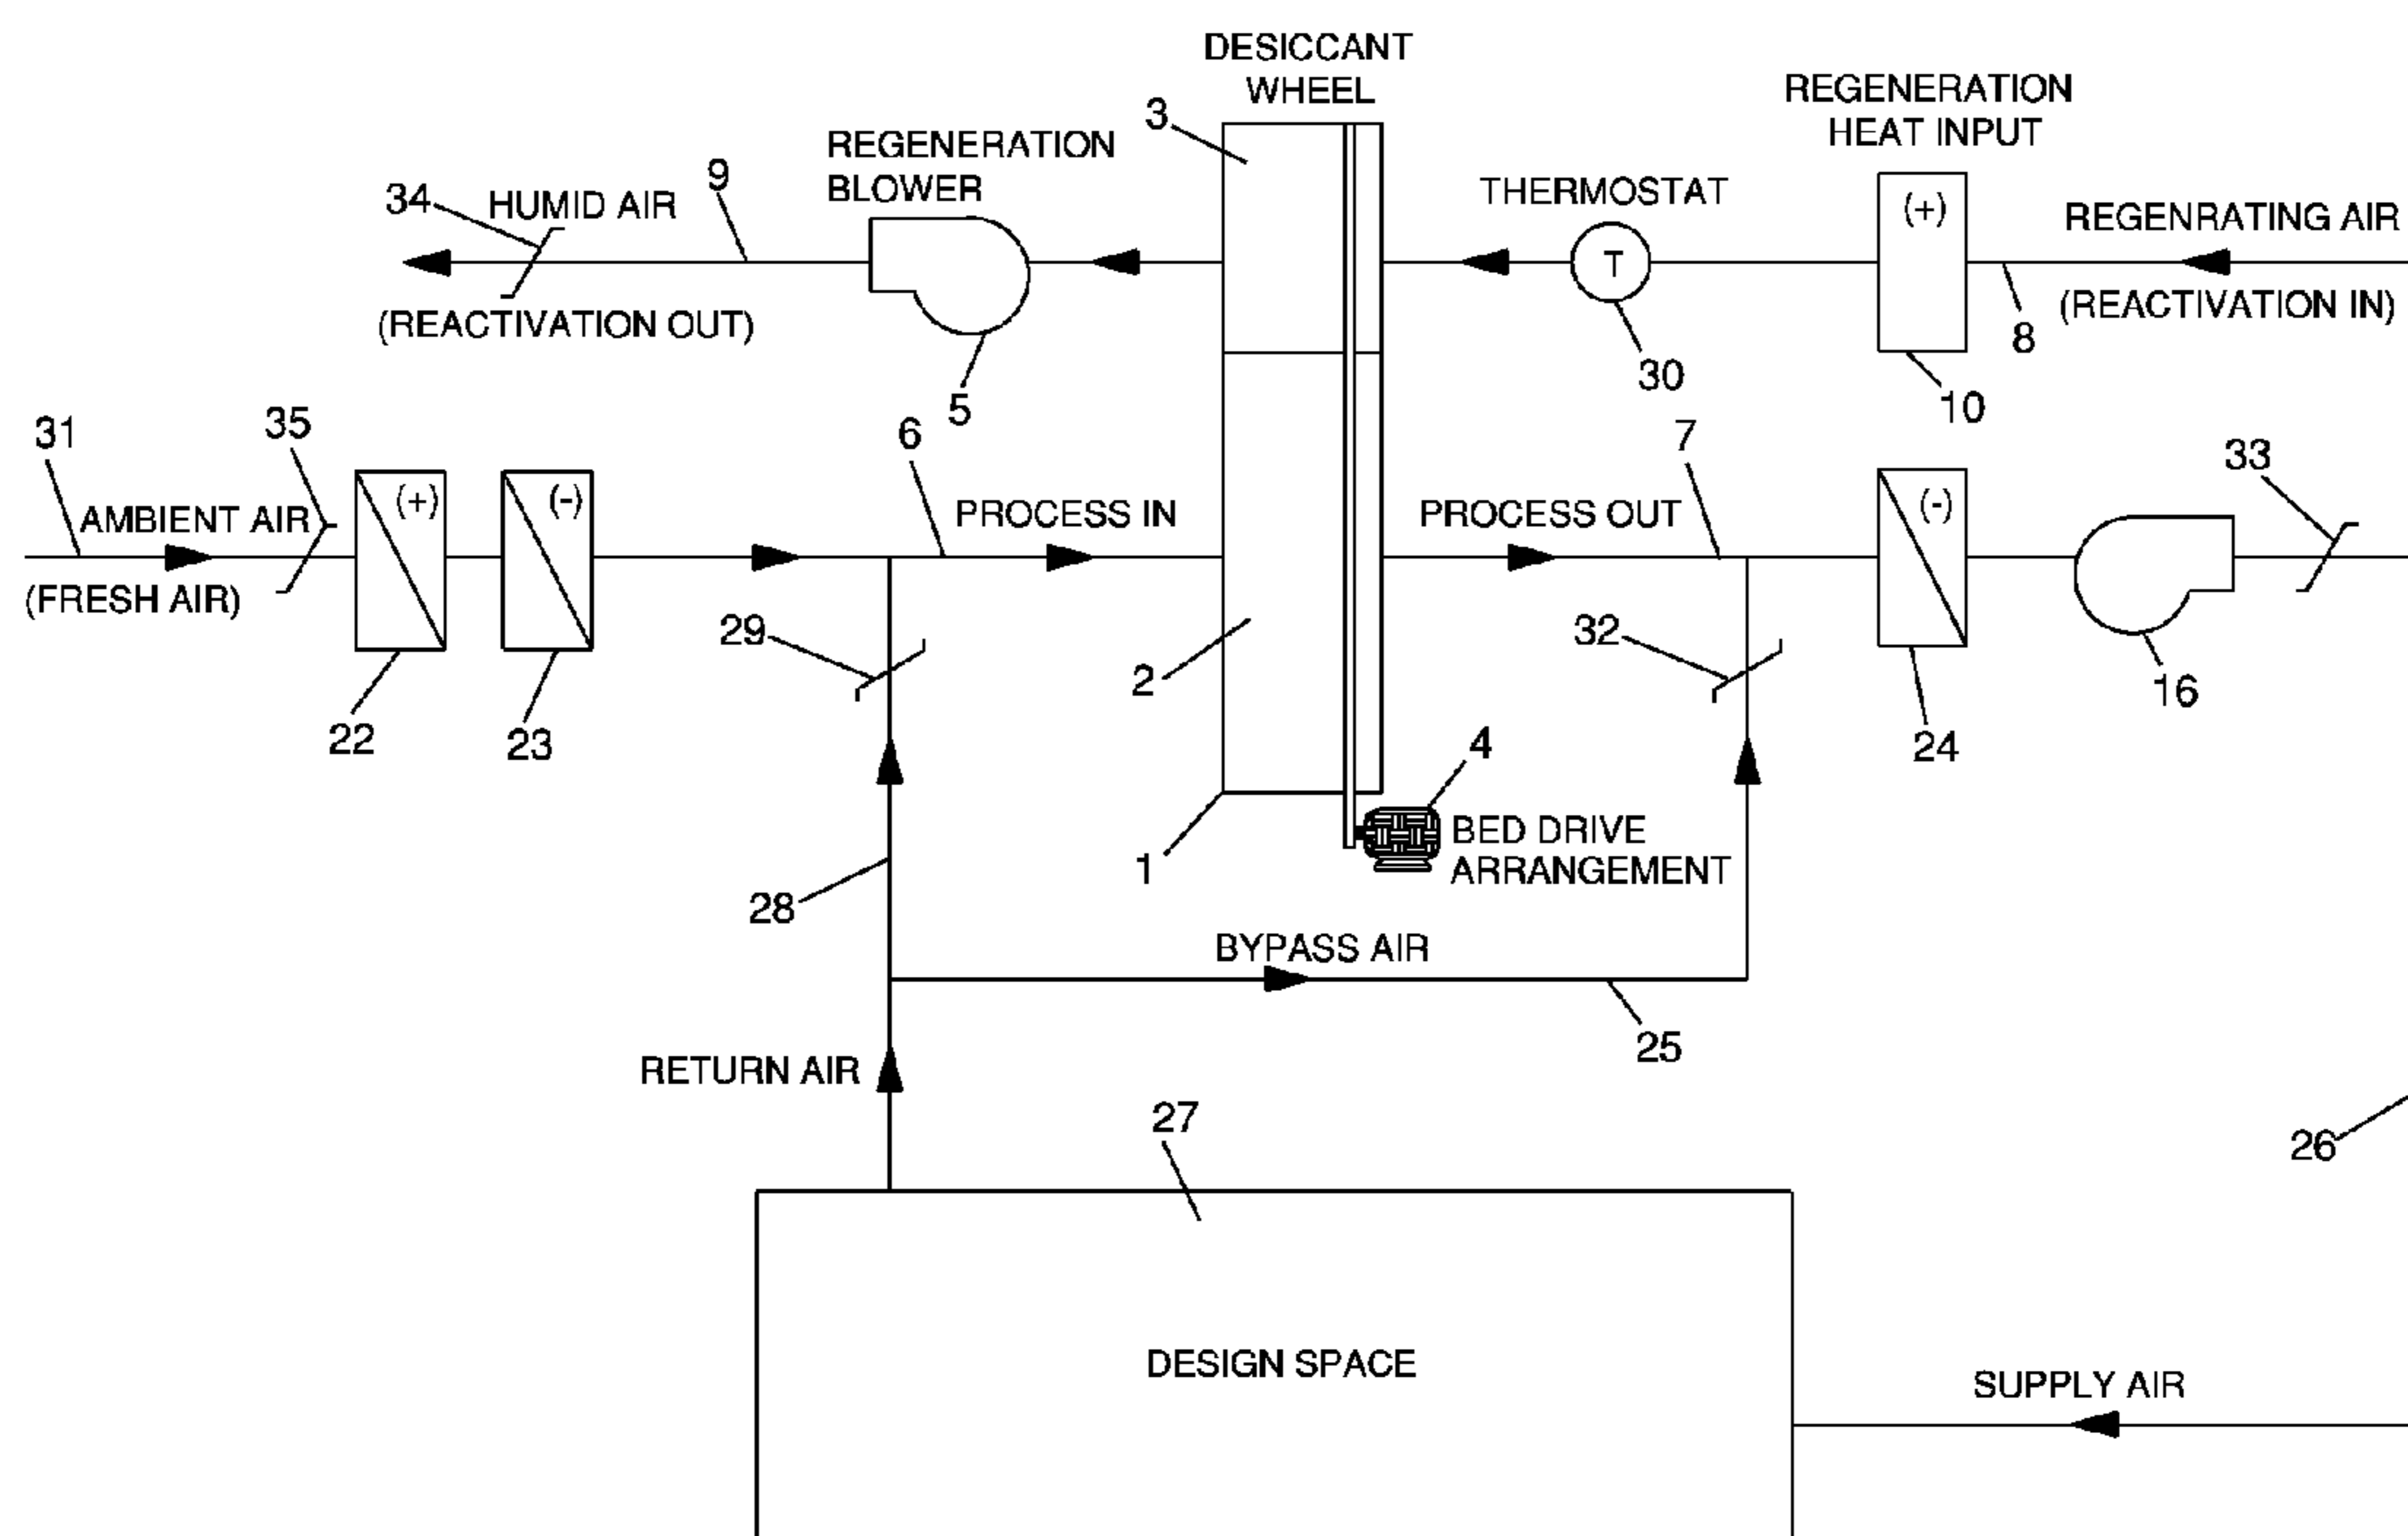 DESICCANT
WHEEL
3
REGENERATION
HEAT INPUT
REGENERATION
BLOWER
9
34
HUMID AIR
THERMOSTAT
(+)
REGENRATING AIR
T
(REACTIVATION OUT)
(REACTIVATION IN)
8
30
5
10
31
35
6
7
33
AMBIENT AIR
(+)
(-)
PROCESS IN
PROCESS OUT
(-)
(FRESH AIR)
29
32
2
16
22
23
24
4
BED DRIVE
ARRANGEMENT
1
28
BYPASS AIR
25
RETURN AIR
27
26
DESIGN SPACE
SUPPLY AIR